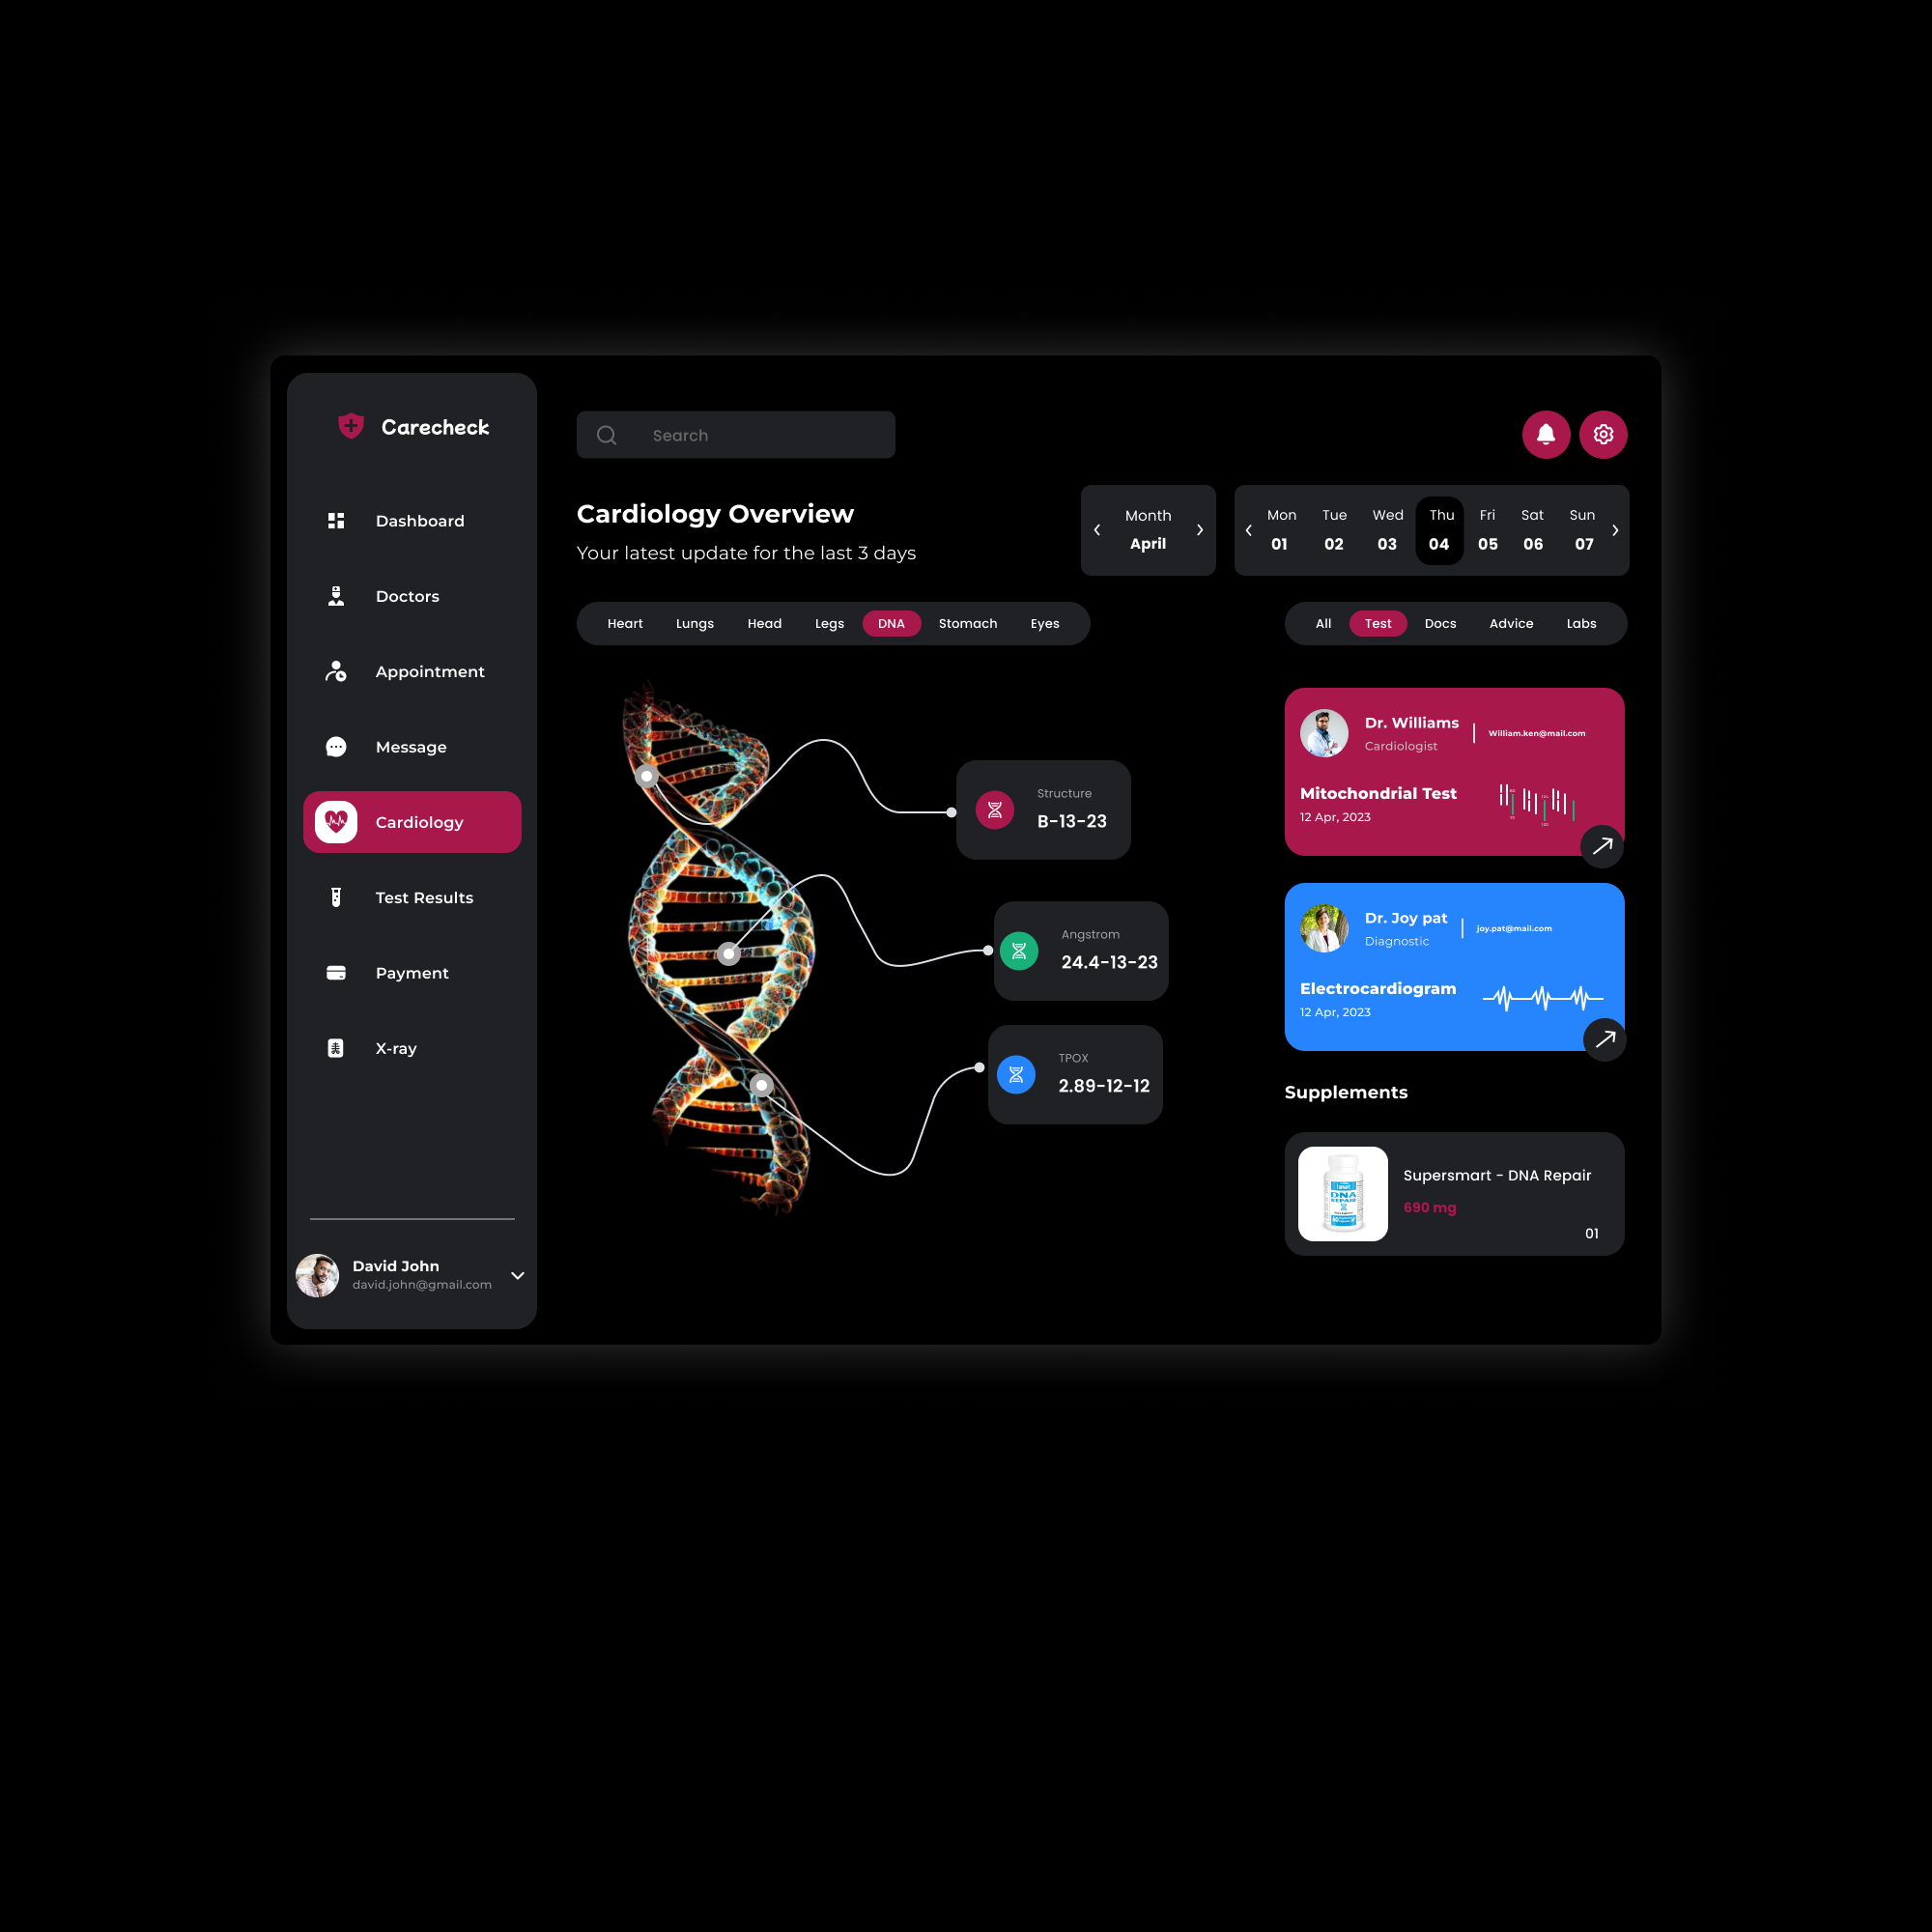 Carecheck
Dashboard
Doctors
Appointment
Message
Cardiology
Test Results
Payment
X-ray
David John
david.john@gmail.com
Search
Cardiology Overview
Your latest update for the last 3 days
Month
April
Mon Tue Wed Thu Fri Sat Sun
01 02 03 04 05 06 07
Heart Lungs Head Legs DNA Stomach Eyes
All Test Docs Advice Labs
Structure
B-13-23
Angstrom
24.4-13-23
TPOX
2.89-12-12
Dr. Williams
Cardiologist
William.ken@mail.com
Mitochondrial Test
12 Apr, 2023
Dr. Joy pat
Diagnostic
joy.pat@mail.com
Electrocardiogram
12 Apr, 2023
Supplements
DNA
REPAIR
Supersmart - DNA Repair
690 mg
01